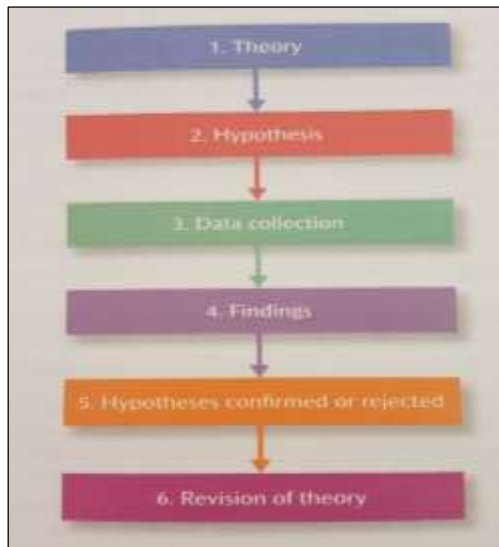 1. Theory
2. Hypothesis
3. Data collection
4. Findings
5. Hypotheses confirmed or rejected
6. Revision of theory